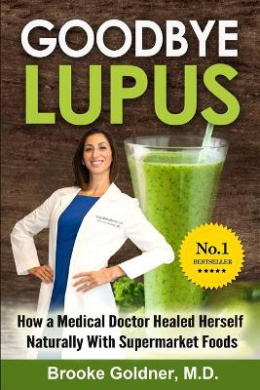 GOODBYE
LUPUS
No.1
BESTSELLER
How a Medical Doctor Healed Herself
Naturally With Supermarket Foods
Brooke Goldner, M.D.